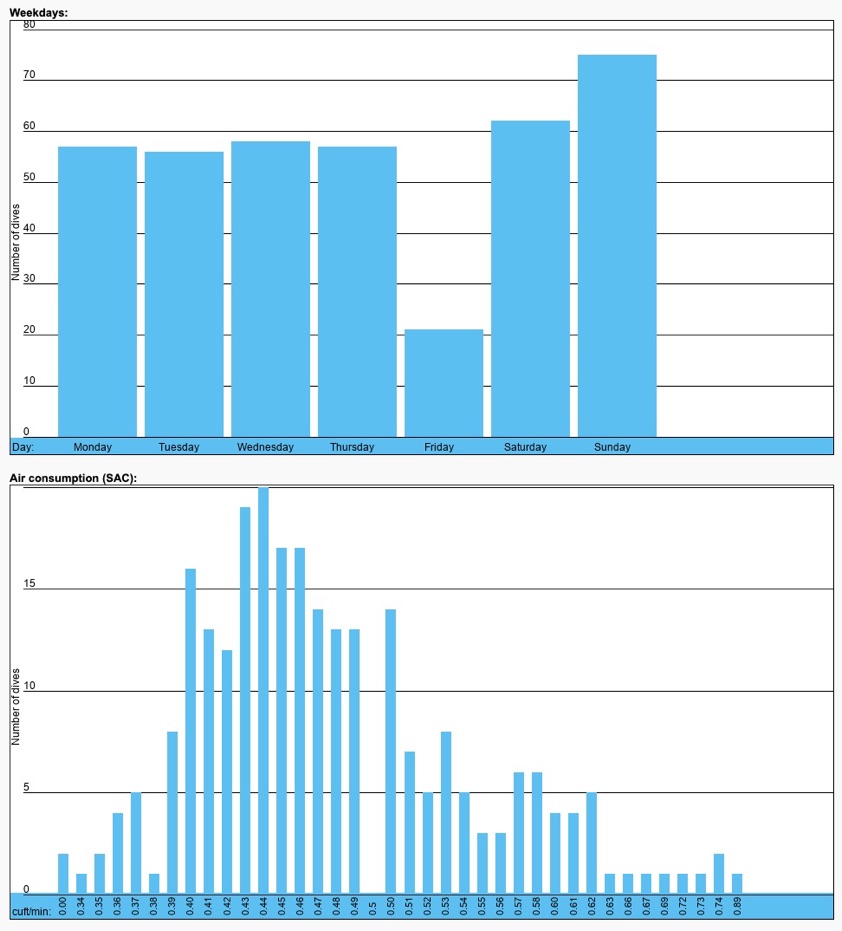 Weekdays:
80
70
60
50
40
30
20
10
0
Number of dives
Day: Monday Tuesday Wednesday Thursday Friday Saturday Sunday
Air consumption (SAC):
15
10
5
0
Number of dives
cuft/min: 0.00 0.34 0.35 0.36 0.37 0.38 0.39 0.40 0.41 0.42 0.43 0.44 0.45 0.46 0.47 0.48 0.49 0.5 0.50 0.51 0.52 0.53 0.54 0.55 0.56 0.57 0.58 0.60 0.61 0.62 0.63 0.66 0.67 0.69 0.72 0.73 0.74 0.89